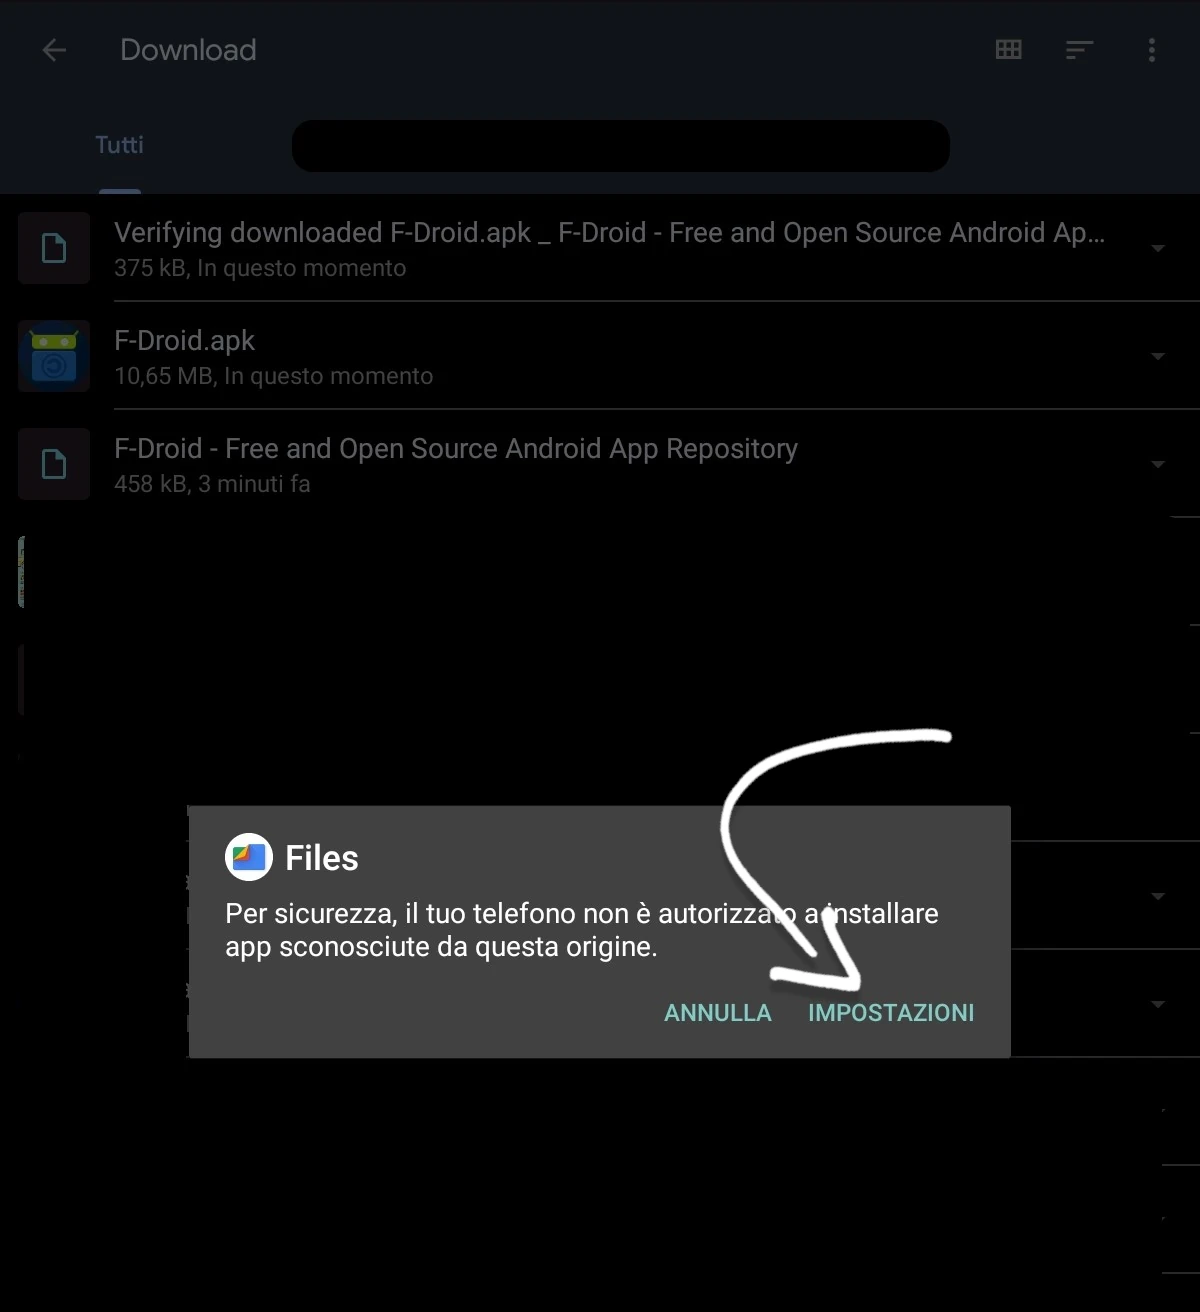 Download
Tutti
Verifying downloaded F-Droid.apk _ F-Droid - Free and Open Source Android Ap...
375 kB, In questo momento
F-Droid.apk
10,65 MB, In questo momento
F-Droid - Free and Open Source Android App Repository
458 kB, 3 minuti fa
Files
Per sicurezza, il tuo telefono non è autorizzato a installare
app sconosciute da questa origine.
ANNULLA IMPOSTAZIONI